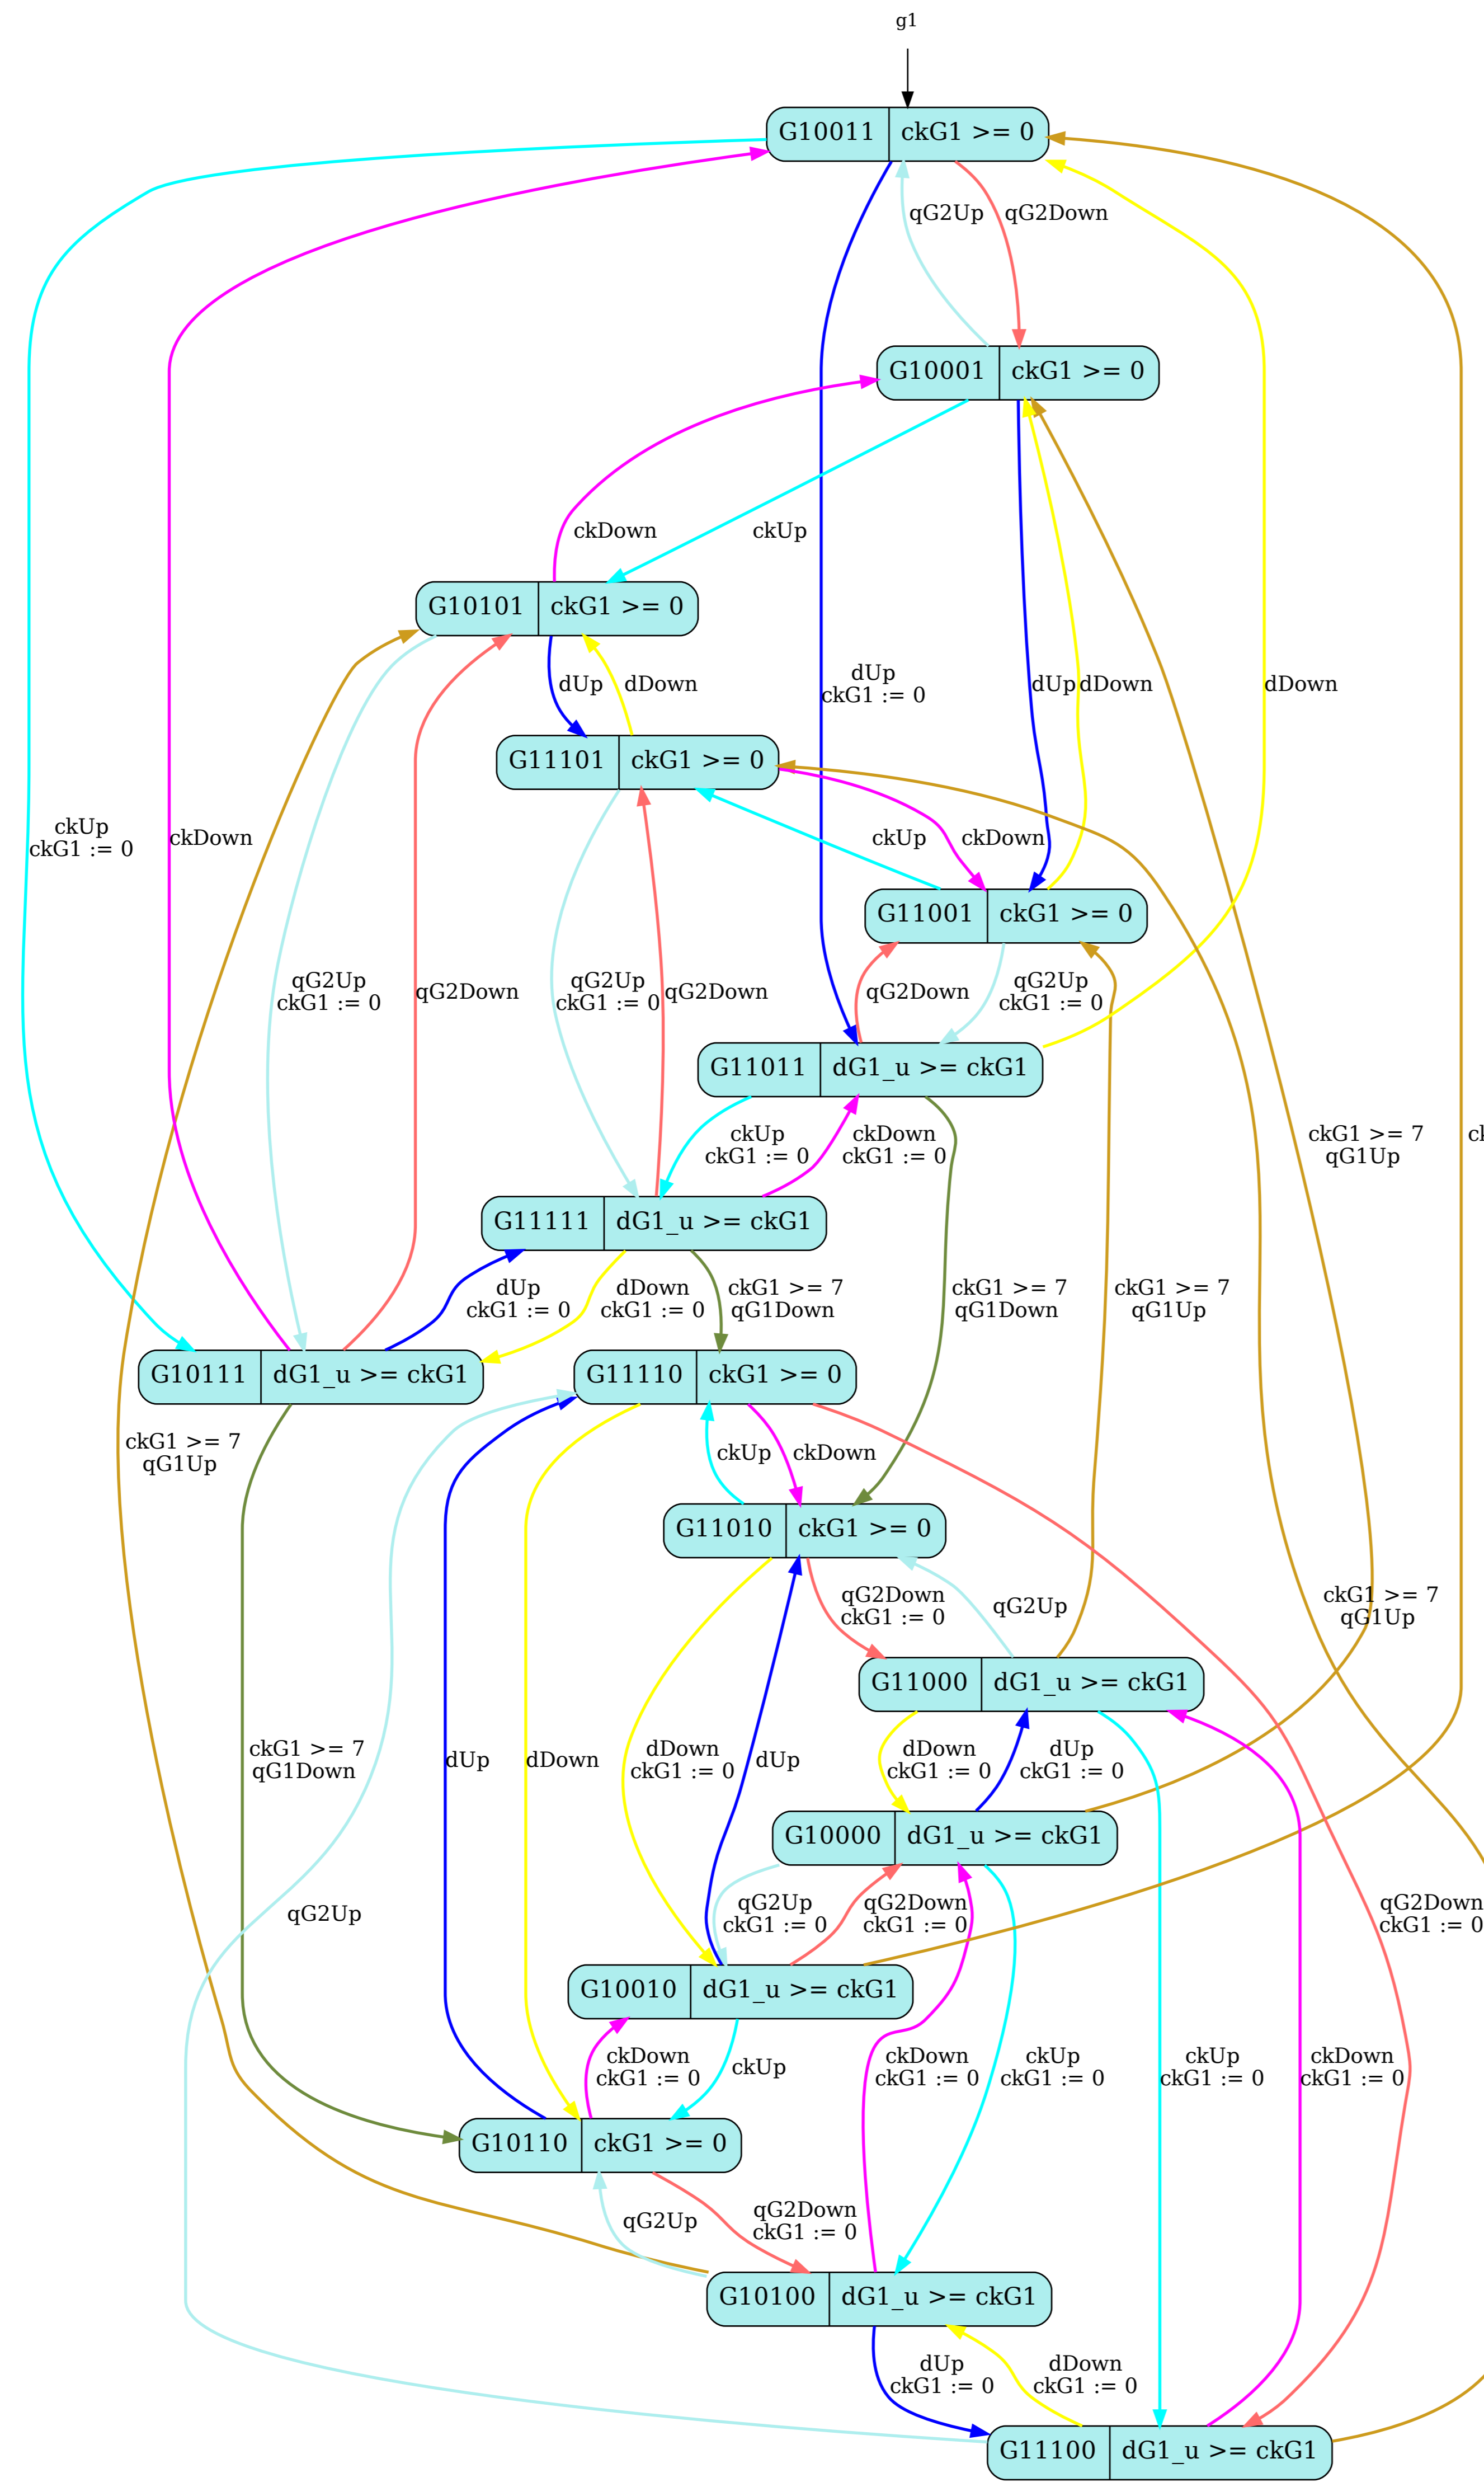 g1
G10011 ckG1 >= 0
qG2Up
qG2Down
G10001 ckG1 >= 0
ckDown
ckUp
G10101 ckG1 >= 0
dUp
dDown
dUp
ckG1 := 0
dUp
dDown
dDown
G11101 ckG1 >= 0
ckUp
ckG1 := 0
ckDown
ckUp
ckDown
G11001 ckG1 >= 0
qG2Up
ckG1 := 0
qG2Down
qG2Up
ckG1 := 0
qG2Down
qG2Down
qG2Up
ckG1 := 0
G11011 dG1_u >= ckG1
ckUp
ckG1 := 0
ckDown
ckG1 := 0
ckG1 >= 7
qG1Up
G11111 dG1_u >= ckG1
dUp
ckG1 := 0
dDown
ckG1 := 0
ckG1 >= 7
qG1Down
ckG1 >= 7
qG1Down
ckG1 >= 7
qG1Up
G10111 dG1_u >= ckG1
G11110 ckG1 >= 0
ckG1 >= 7
qG1Up
ckUp
ckDown
G11010 ckG1 >= 0
qG2Down
ckG1 := 0
qG2Up
ckG1 >= 7
qG1Up
G11000 dG1_u >= ckG1
ckG1 >= 7
qG1Down
dUp
dDown
dDown
ckG1 := 0
dUp
dDown
ckG1 := 0
dUp
ckG1 := 0
G10000 dG1_u >= ckG1
qG2Up
qG2Up
ckG1 := 0
qG2Down
ckG1 := 0
qG2Down
ckG1 := 0
G10010 dG1_u >= ckG1
ckDown
ckG1 := 0
ckUp
ckDown
ckG1 := 0
ckUp
ckG1 := 0
ckUp
ckG1 := 0
ckDown
ckG1 := 0
G10110 ckG1 >= 0
qG2Up
qG2Down
ckG1 := 0
G10100 dG1_u >= ckG1
dUp
ckG1 := 0
dDown
ckG1 := 0
G11100 dG1_u >= ckG1